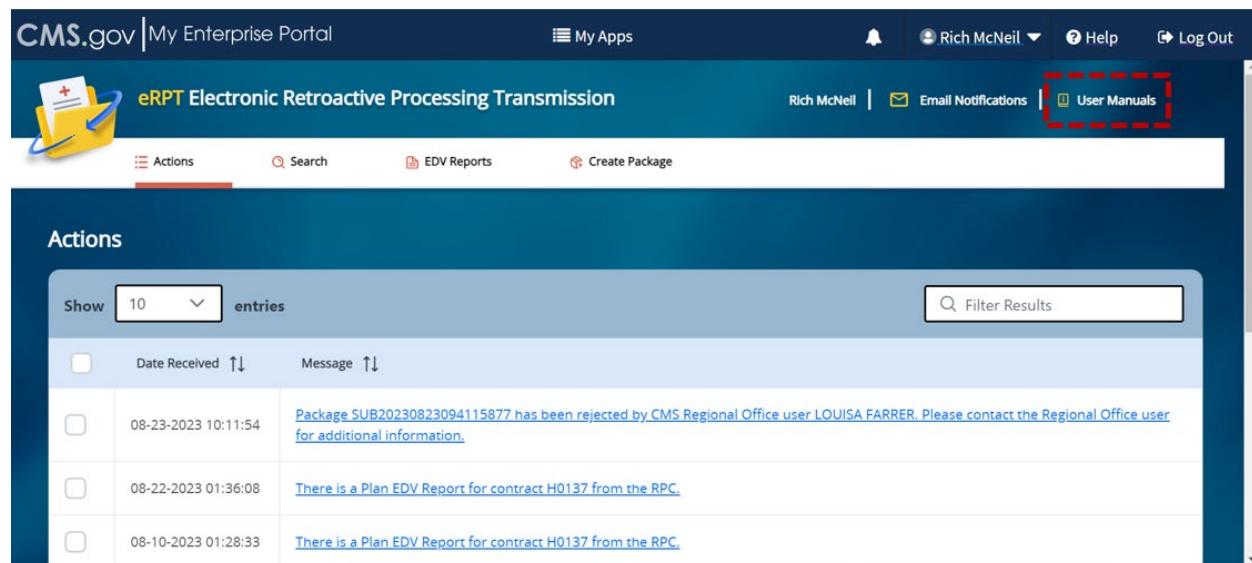 CMS.gov My Enterprise Portal My Apps Rich McNeil Help Log Out
eRPT Electronic Retroactive Processing Transmission Rich McNeil Email Notifications User Manuals
Actions Search EDV Reports Create Package
Actions
Show 10 entries Filter Results
Date Received Message
08-23-2023 10:11:54 Package SUB20230823094115877 has been rejected by CMS Regional Office user LOUISA FARRER. Please contact the Regional Office user
for additional information.
08-22-2023 01:36:08 There is a Plan EDV Report for contract H0137 from the RPC.
08-10-2023 01:28:33 There is a Plan EDV Report for contract H0137 from the RPC.